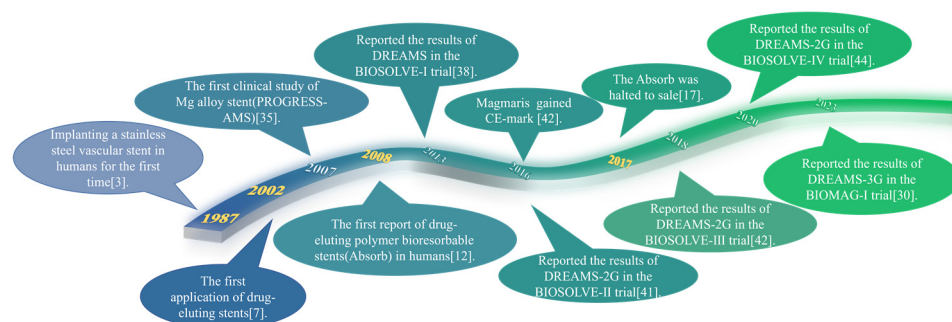 Implanting a stainless
steel vascular stent in
humans for the first
time[3].
The first clinical study of
Mg alloy stent(PROGRESS-
AMS)[35].
Reported the results of
DREAMS in the
BIOSOLVE-I trial[38].
Magmaris gained
CE-mark [42].
The Absorb was
halted to sale[17].
Reported the results of
DREAMS-2G in the
BIOSOLVE-IV trial[44].
1987
2002
2007
2008
2013
2016
2017
2018
2020
2023
The first
application of drug-
eluting stents[7].
The first report of drug-
eluting polymer bioresorbable
stents(Absorb) in humans[12].
Reported the results of
DREAMS-2G in the
BIOSOLVE-II trial[41].
Reported the results of
DREAMS-2G in the
BIOSOLVE-III trial[42].
Reported the results of
DREAMS-3G in the
BIOMAG-I trial[30].